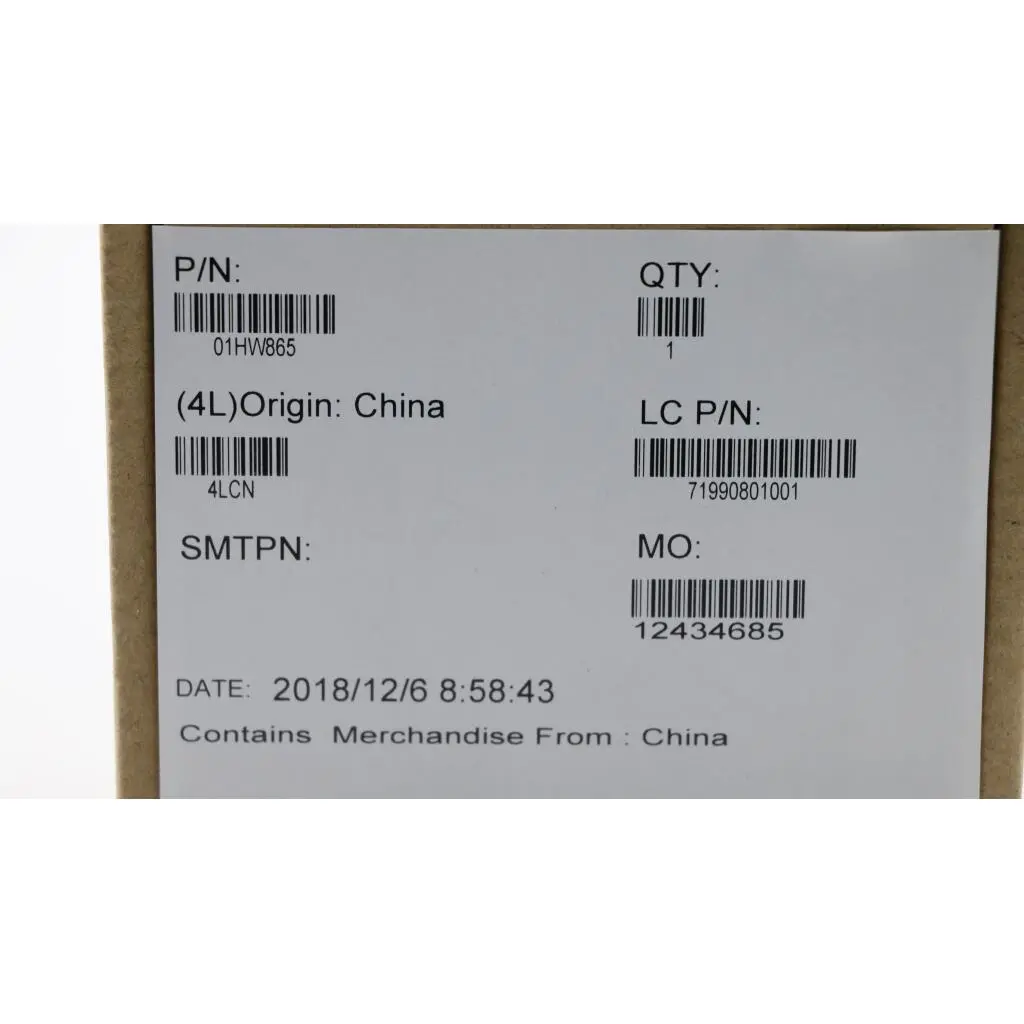 P/N:
QTY:
01HW865
1
(4L)Origin: China
LC P/N:
4LCN
71990801001
SMTPN:
MO:
12434685
DATE: 2018/12/6 8:58:43
Contains Merchandise From : China